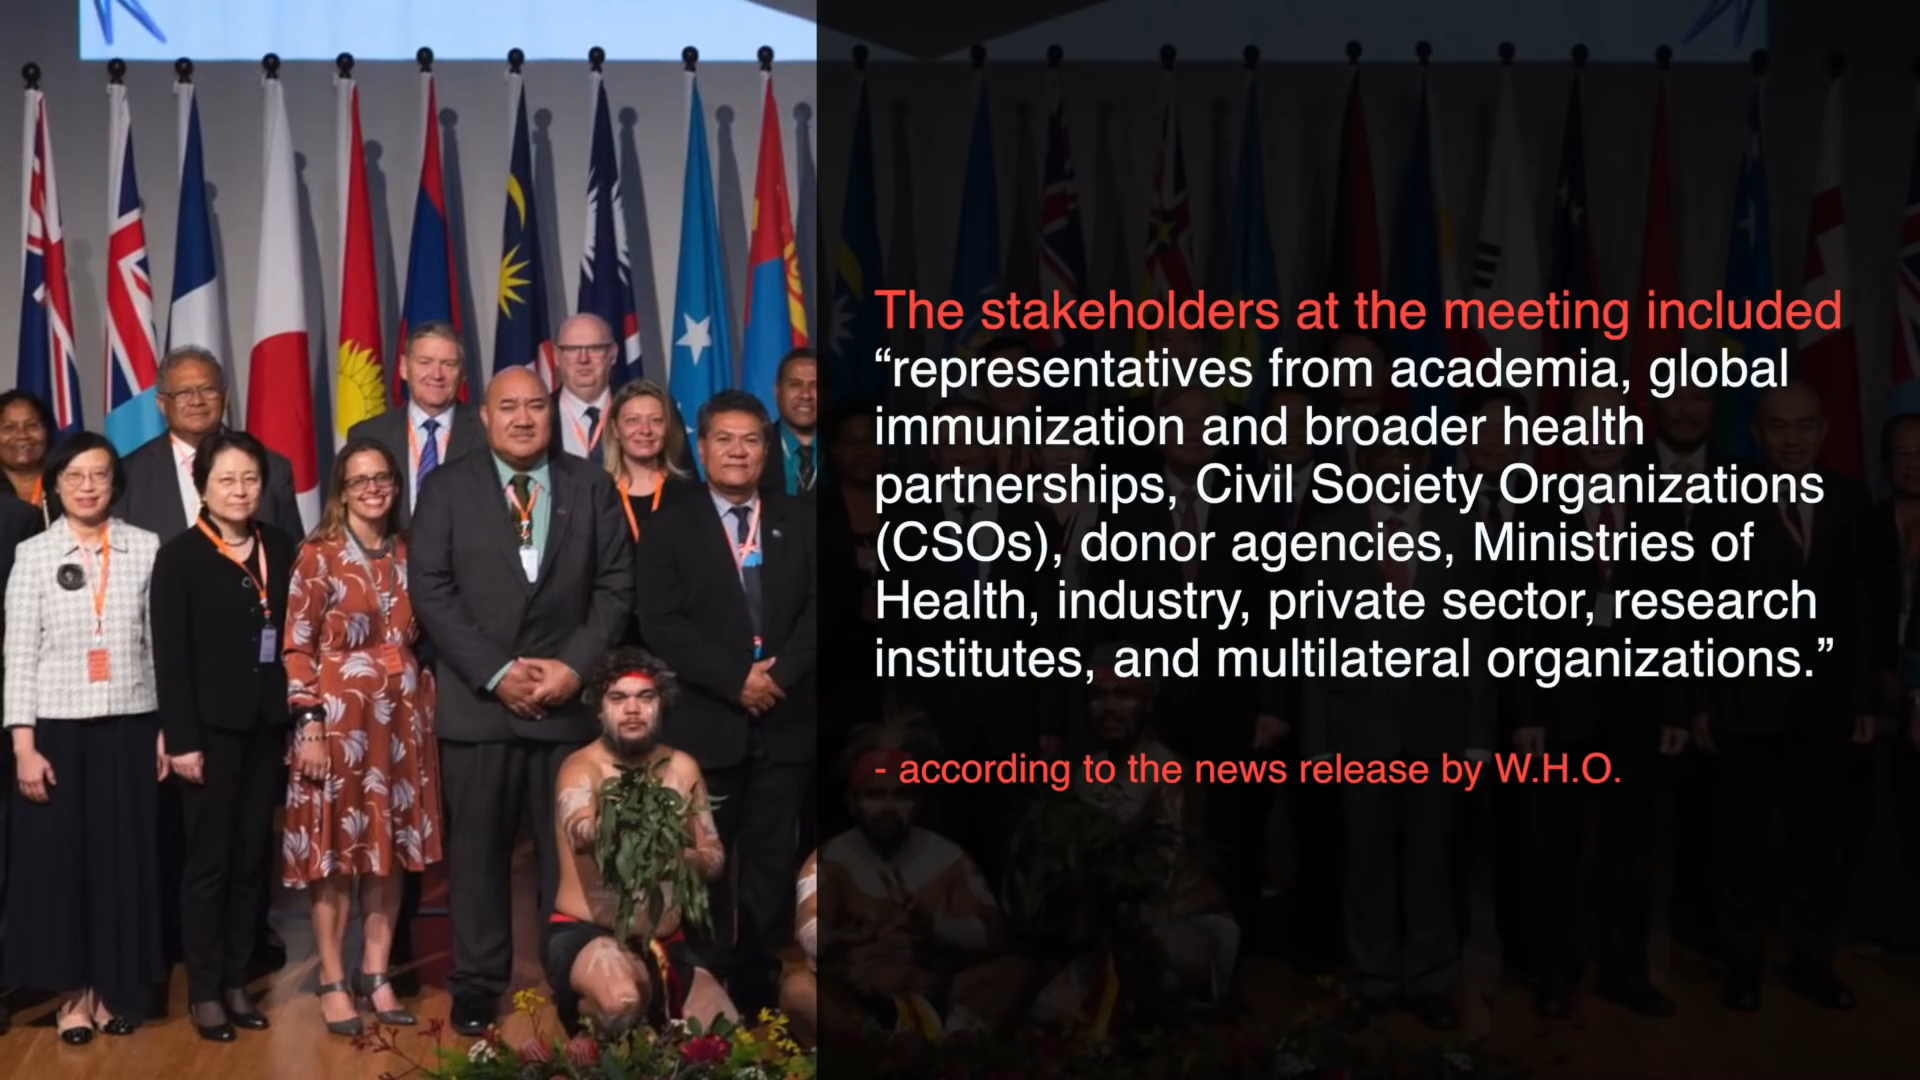 The stakeholders at the meeting included
“representatives from academia, global
immunization and broader health
partnerships, Civil Society Organizations
(CSOs), donor agencies, Ministries of
Health, industry, private sector, research
institutes, and multilateral organizations.”
- according to the news release by W.H.O.